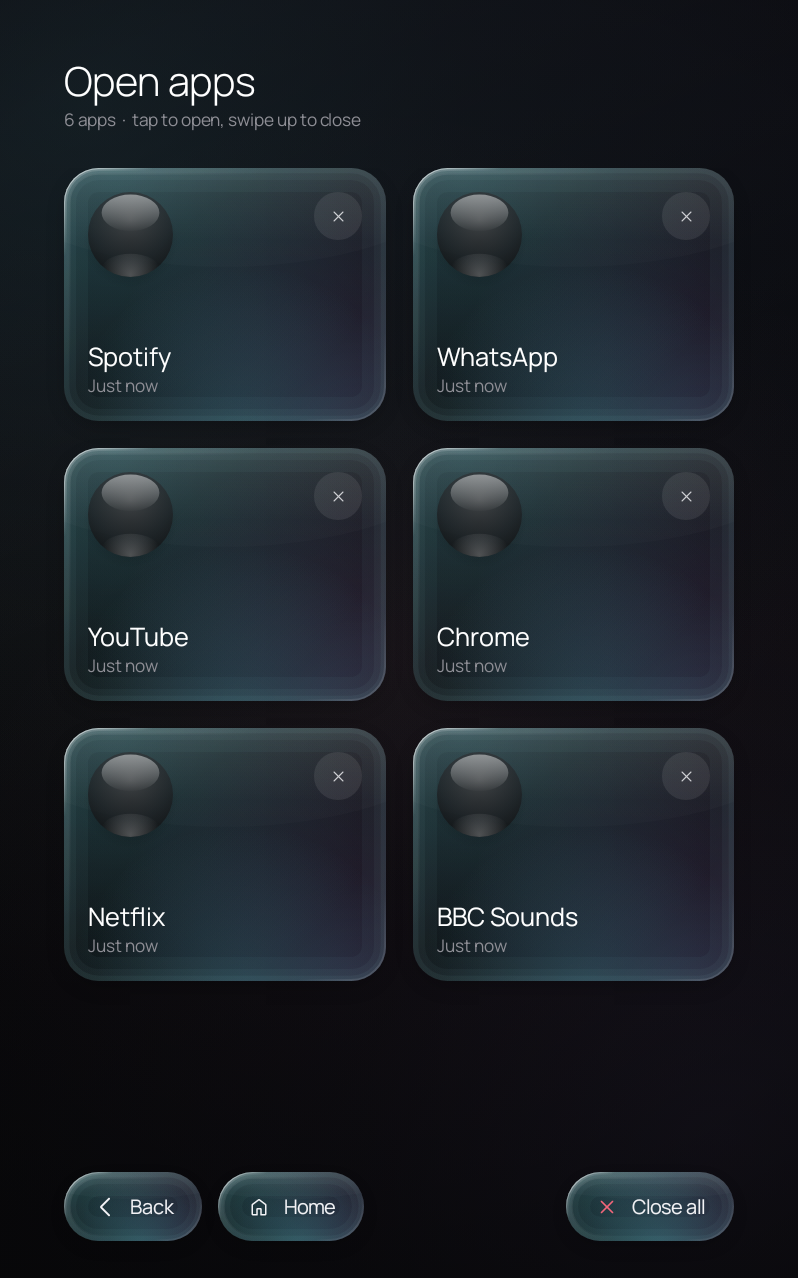 Open apps
6 apps · tap to open, swipe up to close
Spotify
Just now
WhatsApp
Just now
YouTube
Just now
Chrome
Just now
Netflix
Just now
BBC Sounds
Just now
Back
Home
Close all